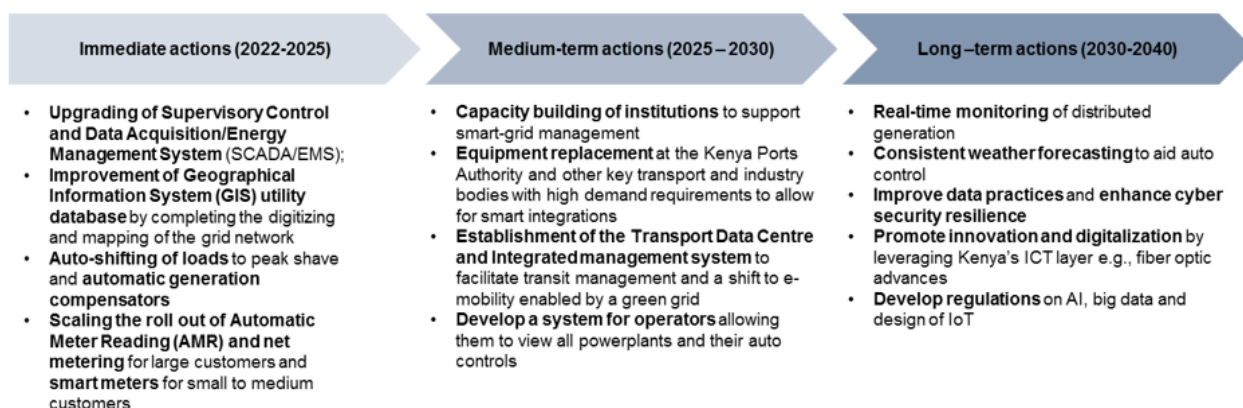 Immediate actions (2022-2025)
Medium-term actions (2025 – 2030)
Long –term actions (2030-2040)
• Upgrading of Supervisory Control
and Data Acquisition/Energy
Management System (SCADA/EMS);
• Improvement of Geographical
Information System (GIS) utility
database by completing the digitizing
and mapping of the grid network
• Auto-shifting of loads to peak shave
and automatic generation
compensators
• Scaling the roll out of Automatic
Meter Reading (AMR) and net
metering for large customers and
smart meters for small to medium
customers
• Capacity building of institutions to support
smart-grid management
• Equipment replacement at the Kenya Ports
Authority and other key transport and industry
bodies with high demand requirements to allow
for smart integrations
• Establishment of the Transport Data Centre
and Integrated management system to
facilitate transit management and a shift to e-
mobility enabled by a green grid
• Develop a system for operators allowing
them to view all powerplants and their auto
controls
• Real-time monitoring of distributed
generation
• Consistent weather forecasting to aid auto
control
• Improve data practices and enhance cyber
security resilience
• Promote innovation and digitalization by
leveraging Kenya's ICT layer e.g., fiber optic
advances
• Develop regulations on AI, big data and
design of IoT